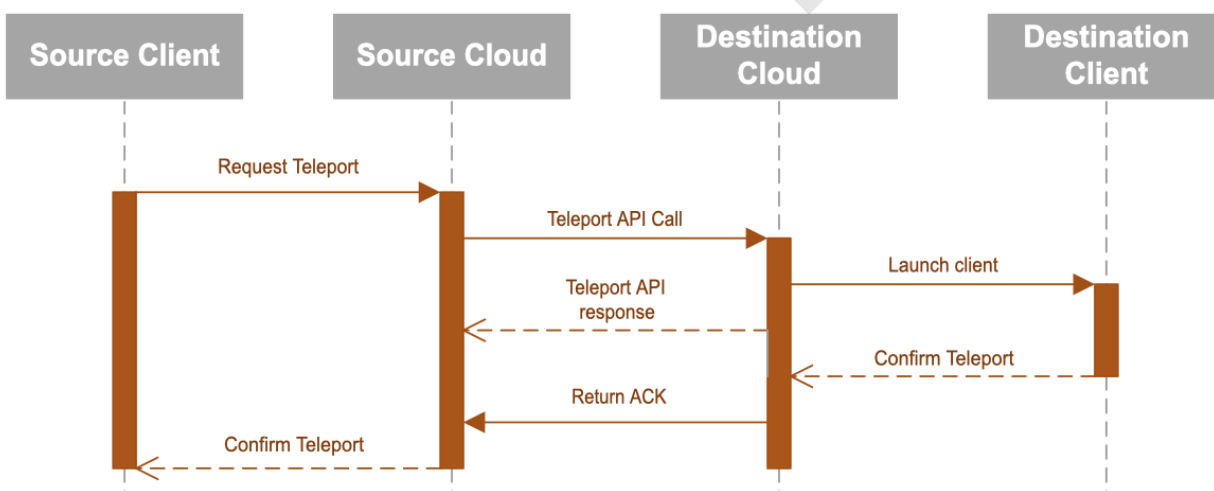 Source Client
Source Cloud
Destination
Cloud
Destination
Client
Request Teleport
Teleport API Call
Launch client
Teleport API
response
Confirm Teleport
Return ACK
Confirm Teleport